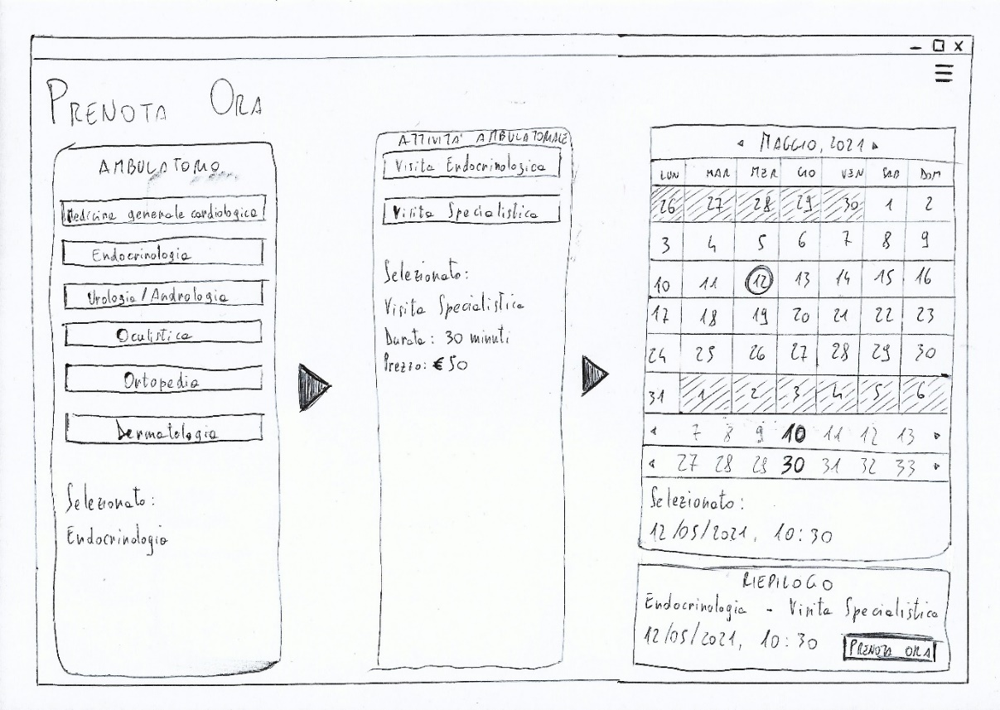 PRENOTA ORA
AMBULATORIO
Medicina generale cardiologica
Endocrinologia
Urologia / Andrologia
Oculistica
Ortopedia
Dermatologia
Selezionato:
Endocrinologia
ATTIVITA' AMBULATORIALE
Visita Endocrinologica
Visita Specialistica
Selezionato:
Visita Specialistica
Durata: 30 minuti
Prezzo: € 50
MAGGIO, 2021
LUN MAR MER GIO VEN SAB DOM
26 27 28 29 30 1 2
3 4 5 6 7 8 9
10 11 12 13 14 15 16
17 18 19 20 21 22 23
24 25 26 27 28 29 30
31 1 2 3 4 5 6
7 8 9 10 11 12 13
27 28 29 30 31 32 33
Selezionato:
12/05/2021, 10:30
RIEPILOGO
Endocrinologia - Visita Specialistica
12/05/2021, 10:30
PRENOTA ORA